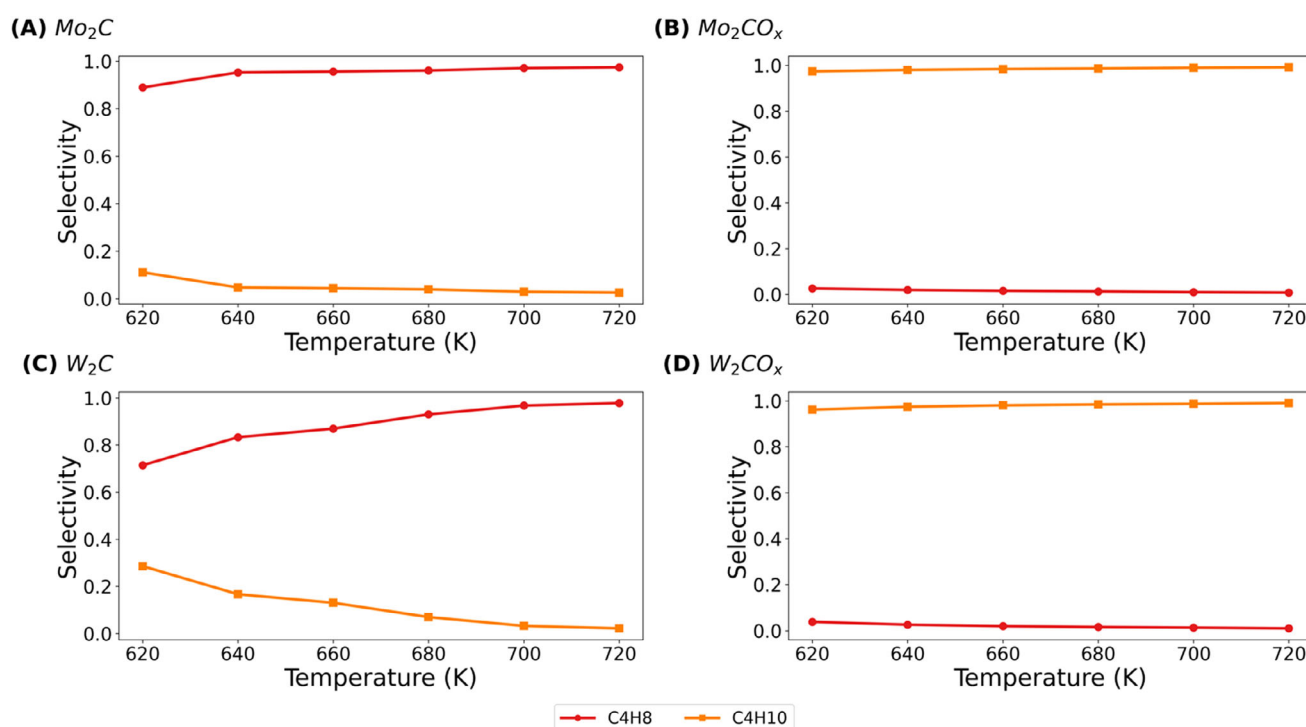 (A) Mo₂C
1.0
0.8
0.6
0.4
0.2
0.0
Selectivity
620 640 660 680 700 720
Temperature (K)
(B) Mo₂COₓ
1.0
0.8
0.6
0.4
0.2
0.0
Selectivity
620 640 660 680 700 720
Temperature (K)
(C) W₂C
1.0
0.8
0.6
0.4
0.2
0.0
Selectivity
620 640 660 680 700 720
Temperature (K)
(D) W₂COₓ
1.0
0.8
0.6
0.4
0.2
0.0
Selectivity
620 640 660 680 700 720
Temperature (K)
C4H8 C4H10